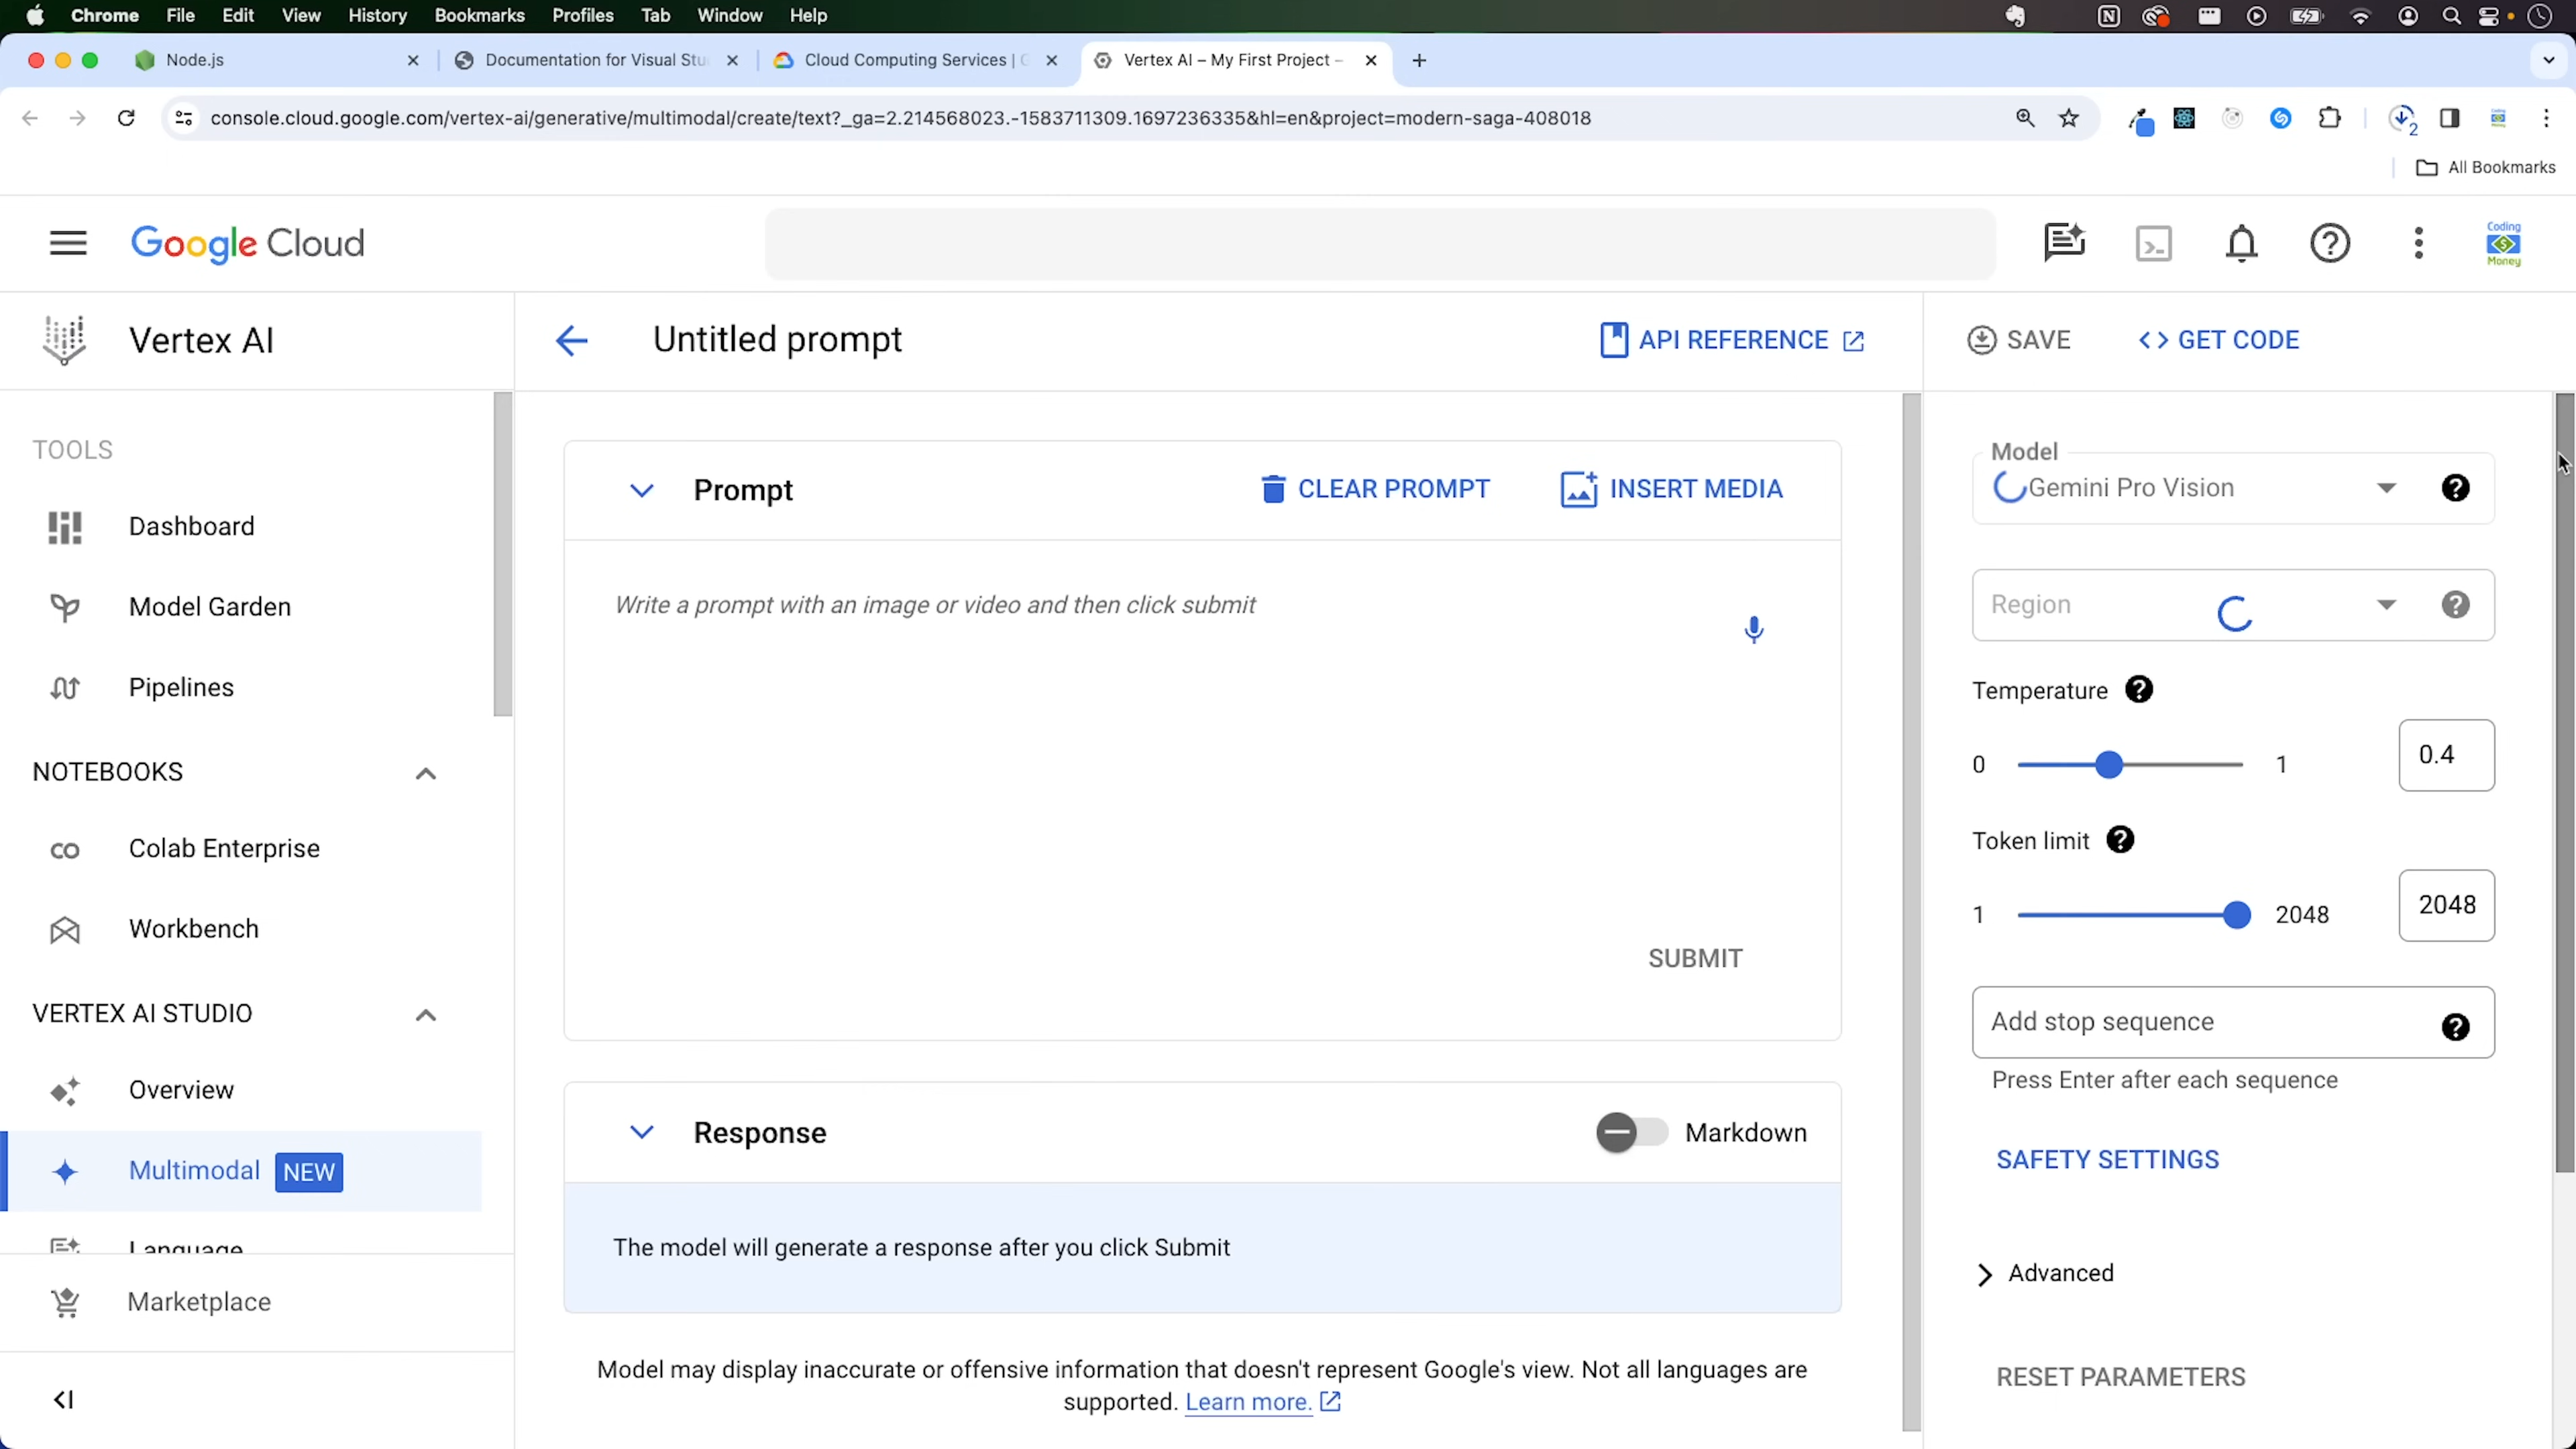 Chrome File Edit View History Bookmarks Profiles Tab Window Help
Node.js
Documentation for Visual Stu
Cloud Computing Services | G
Vertex AI – My First Project –
console.cloud.google.com/vertex-ai/generative/multimodal/create/text?_ga=2.214568023.-1583711309.1697236335&hl=en&project=modern-saga-408018
2
All Bookmarks
Google Cloud
Coding
Money
Vertex AI
Untitled prompt
API REFERENCE
SAVE
GET CODE
TOOLS
Dashboard
Model Garden
Pipelines
NOTEBOOKS
Colab Enterprise
Workbench
VERTEX AI STUDIO
Overview
Multimodal NEW
Language
Marketplace
Prompt
CLEAR PROMPT
INSERT MEDIA
Write a prompt with an image or video and then click submit
SUBMIT
Response
Markdown
The model will generate a response after you click Submit
Model may display inaccurate or offensive information that doesn't represent Google's view. Not all languages are
supported. Learn more.
Model
Gemini Pro Vision
Region
Temperature
0 1 0.4
Token limit
1 2048 2048
Add stop sequence
Press Enter after each sequence
SAFETY SETTINGS
Advanced
RESET PARAMETERS